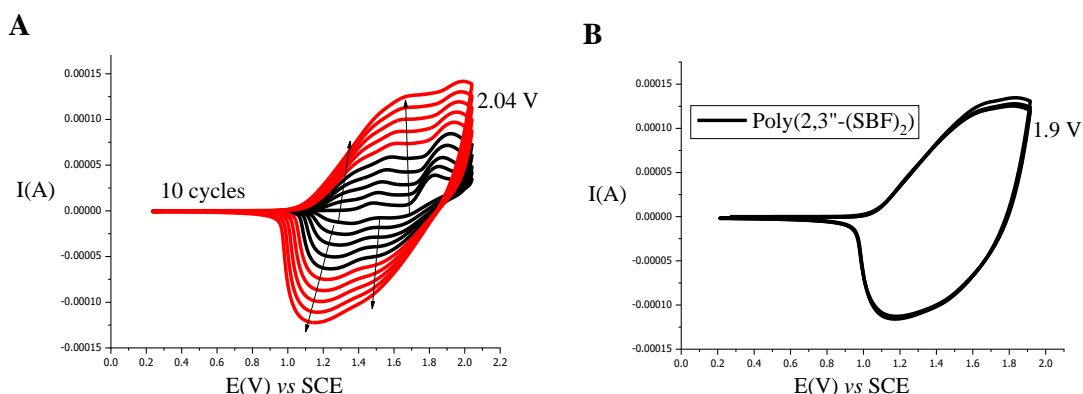 A
0.00015
0.00010
0.00005
0.00000
-0.00005
-0.00010
-0.00015
I(A)
10 cycles
2.04 V
0.0 0.2 0.4 0.6 0.8 1.0 1.2 1.4 1.6 1.8 2.0 2.2
E(V) vs SCE
B
0.00015
0.00010
0.00005
0.00000
-0.00005
-0.00010
-0.00015
I(A)
Poly(2,3"-(SBF)2)
1.9 V
0.0 0.2 0.4 0.6 0.8 1.0 1.2 1.4 1.6 1.8 2.0
E(V) vs SCE